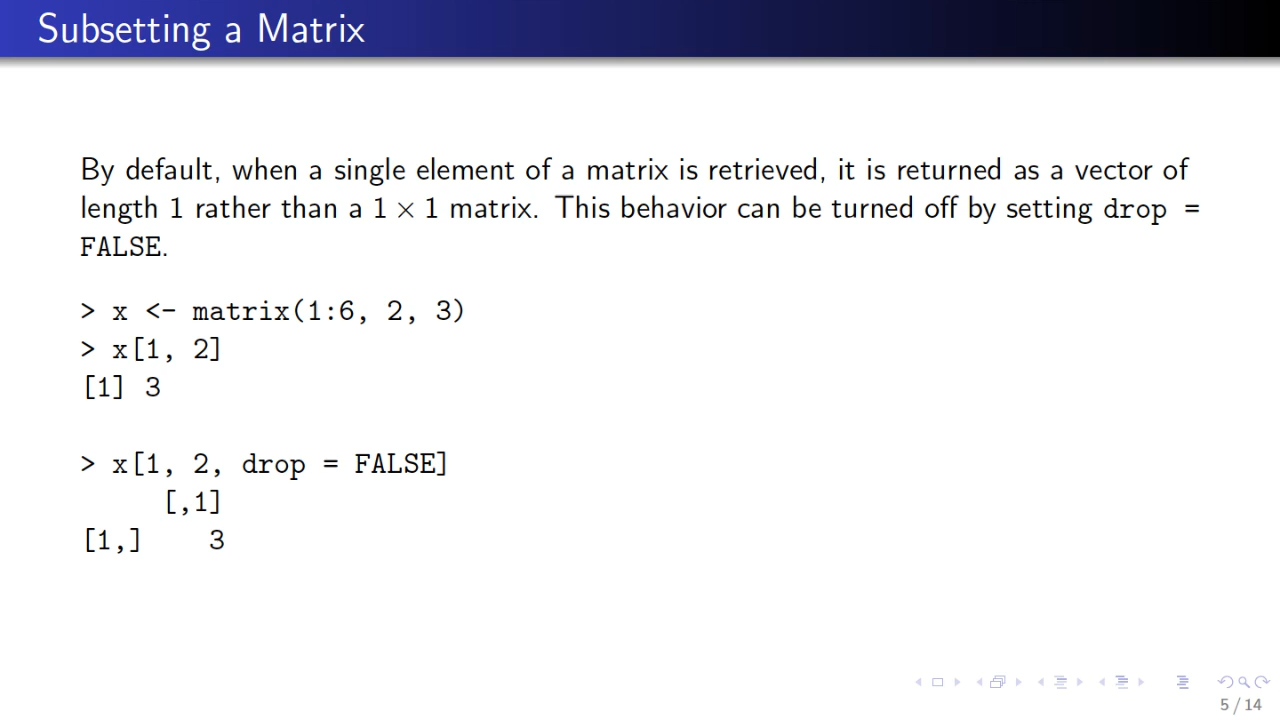 Subsetting a Matrix
By default, when a single element of a matrix is retrieved, it is returned as a vector of
length 1 rather than a 1 × 1 matrix. This behavior can be turned off by setting drop =
FALSE.
> x <- matrix(1:6, 2, 3)
> x[1, 2]
[1] 3
> x[1, 2, drop = FALSE]
     [,1]
[1,]    3
5 / 14